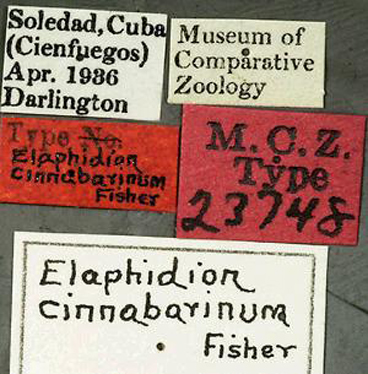 Soledad, Cuba
(Cienfuegos)
Apr. 1936
Darlington
Museum of
Comparative
Zoology
Type No.
Elaphidion
cinnabarinum
Fisher
M. C. Z.
Type
23748
Elaphidion
cinnabarinum
Fisher